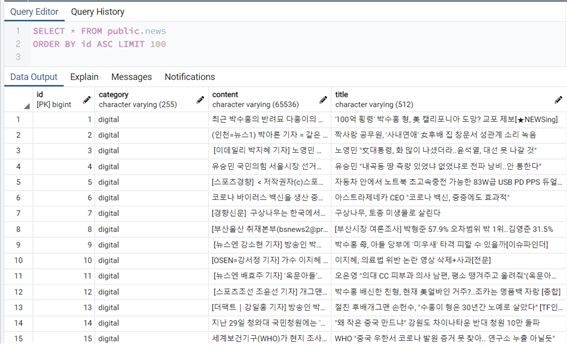 Query Editor Query History
1 SELECT * FROM public.news
2 ORDER BY id ASC LIMIT 100
3
Data Output Explain Messages Notifications
id category content title
[PK] bigint character varying (255) character varying (65536) character varying (512)
1 1 digital 최근 박수홍의 반려묘 다홍이의 ... '100억 횡령' 박수홍 형, 美 캘리포니아 도망? 교포 제보[★NEWSing]
2 2 digital (인천=뉴스1) 박아론 기자 = 같은 ... 짝사랑 공무원, '사내연애' 女후배 집 창문서 성관계 소리 녹음
3 3 digital [이데일리 박지혜 기자] 노영민 ... 노영민 "文대통령, 화 많이 나셨더라..윤석열, 대선 못 나갈 것"
4 4 digital 유승민 국민의힘 서울시장 선거... 유승민 "내곡동 땅 측량 있었냐 없었냐로 전파 낭비..안 통한다"
5 5 digital [스포츠경향] < 저작권자(c)스포... 자동차 안에서 노트북 초고속충전 가능한 83W급 USB PD PPS 듀얼...
6 6 digital 코로나 바이러스 백신을 생산 중... 아스트라제네카 CEO "코로나 백신, 중증에도 효과적"
7 7 digital [경향신문] 구상나무는 한국에서... 구상나무, 토종 미생물로 살린다
8 8 digital [부산울산 취재본부(bsnews2@pr... [부산시장 여론조사] 박형준 57.9% 오차범위 밖 1위..김영춘 31.5%
9 9 digital [뉴스엔 강소현 기자] 방송인 박... 박수홍 母, 아들 당부에 '미우새' 타격 피할 수 있을까[이슈파인더]
10 10 digital [OSEN=강서정 기자] 가수 이지혜 ... 이지혜, 의료법 위반 논란 영상 삭제+사과[전문]
11 11 digital [뉴스엔 배효주 기자] '옥문아들'... 오은영 "의대 CC 피부과 의사 남편, 평소 땡겨주고 올려줘"(옥문아...
12 12 digital [스포츠조선 조윤선 기자] 개그맨... 박수홍 배신한 친형, 현재 美얼바인 거주?..조카는 명품백 자랑 [종합]
13 13 digital [더팩트 | 강일홍 기자] 방송인 박... 절친 후배개그맨 손헌수, "수홍이 형은 30년간 노예로 살았다" [TF인...
14 14 digital 지난 29일 청와대 국민청원에는 '... "왜 작은 중국 만드냐" 강원도 차이나타운 반대 청원 10만 돌파
15 15 digital 세계보건기구(WHO)가 현지 조사... WHO "중국 우한서 코로나 발원 증거 못 찾아.. 연구소 누출 아닐듯"